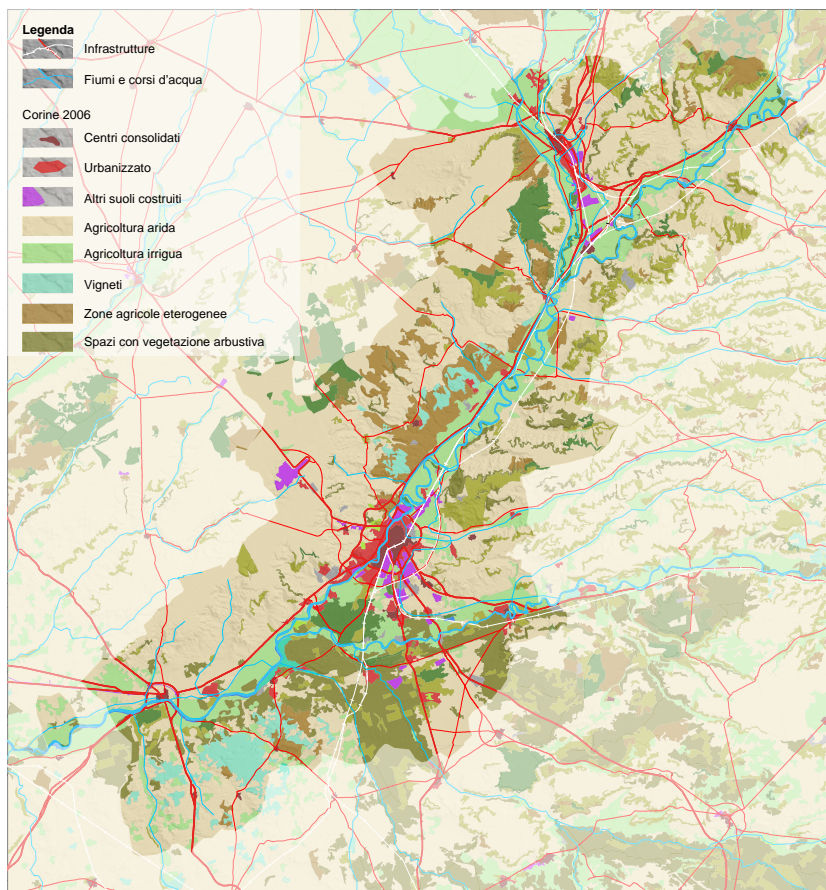 Legenda
Infrastrutture
Fiumi e corsi d'acqua
Corine 2006
Centri consolidati
Urbanizzato
Altri suoli costruiti
Agricoltura arida
Agricoltura irrigua
Vigneti
Zone agricole eterogenee
Spazi con vegetazione arbustiva